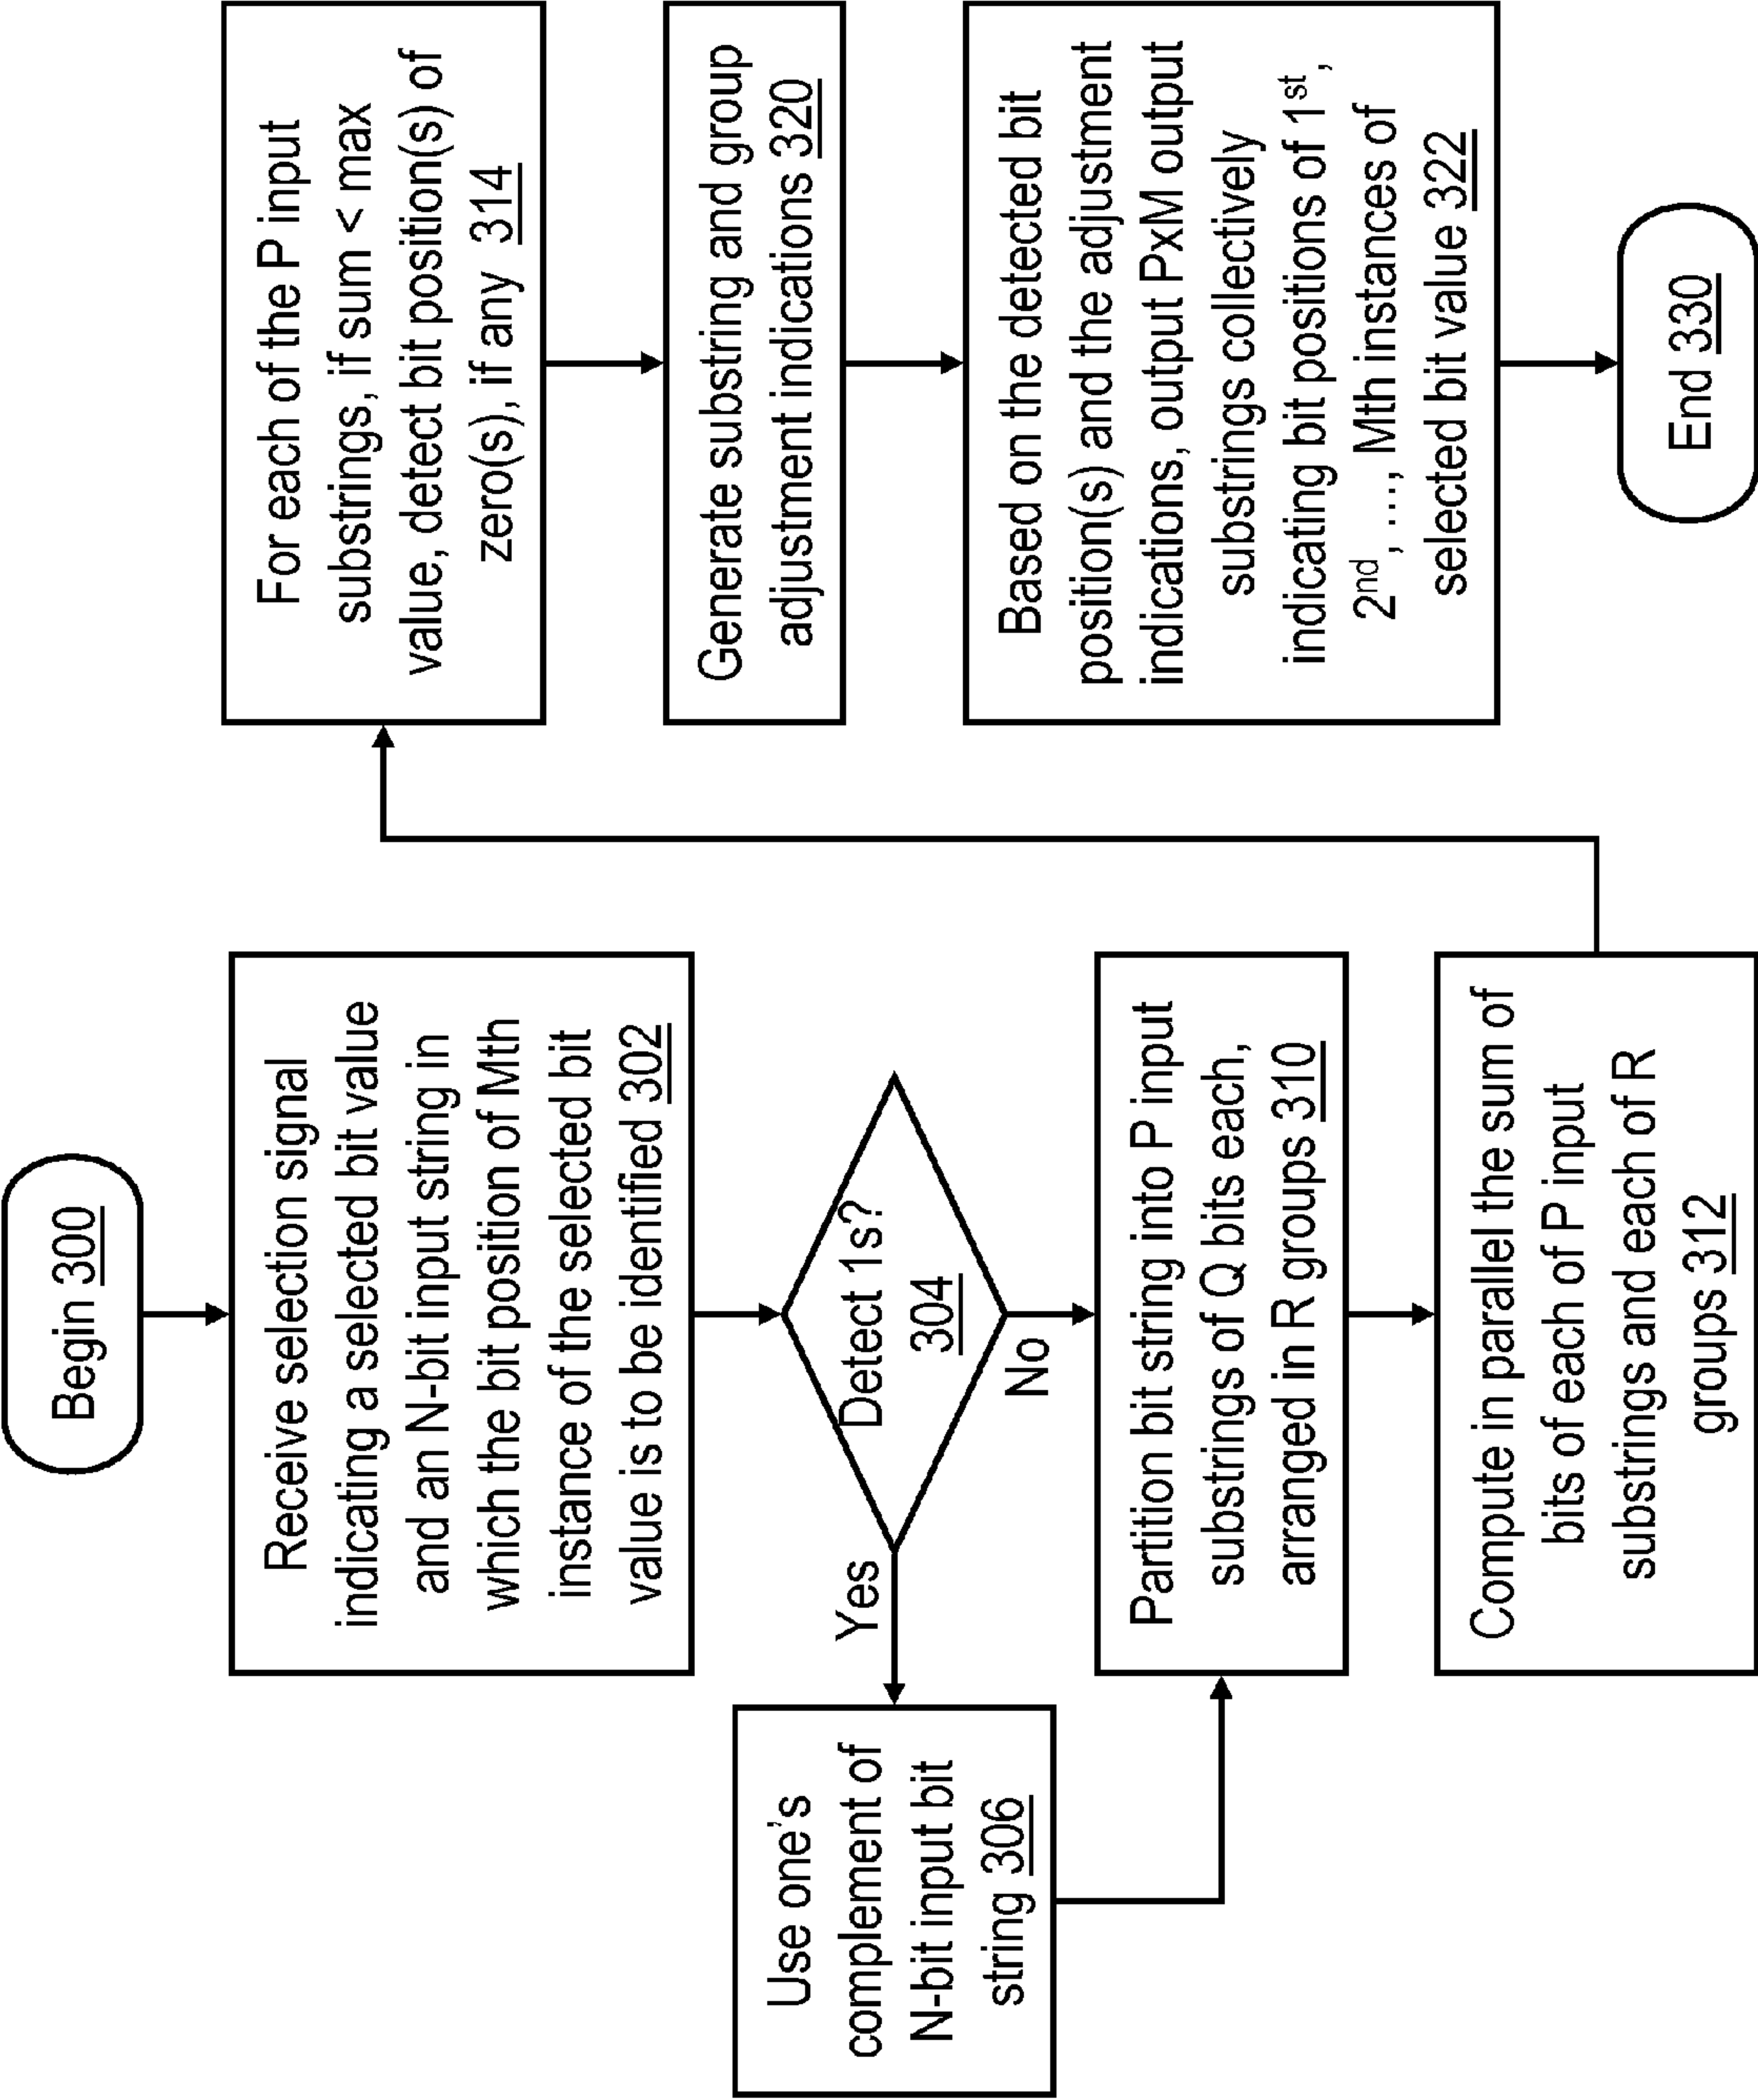 Begin 300
Receive selection signal
indicating a selected bit value
and an N-bit input string in
which the bit position of Mth
instance of the selected bit
value is to be identified 302
Detect 1s?
304
Yes
No
Use one's
complement of
N-bit input bit
string 306
Partition bit string into P input
substrings of Q bits each,
arranged in R groups 310
Compute in parallel the sum of
bits of each of P input
substrings and each of R
groups 312
For each of the P input
substrings, if sum < max
value, detect bit position(s) of
zero(s), if any 314
Generate substring and group
adjustment indications 320
Based on the detected bit
position(s) and the adjustment
indications, output PxM output
substrings collectively
indicating bit positions of 1st,
2nd, ..., Mth instances of
selected bit value 322
End 330